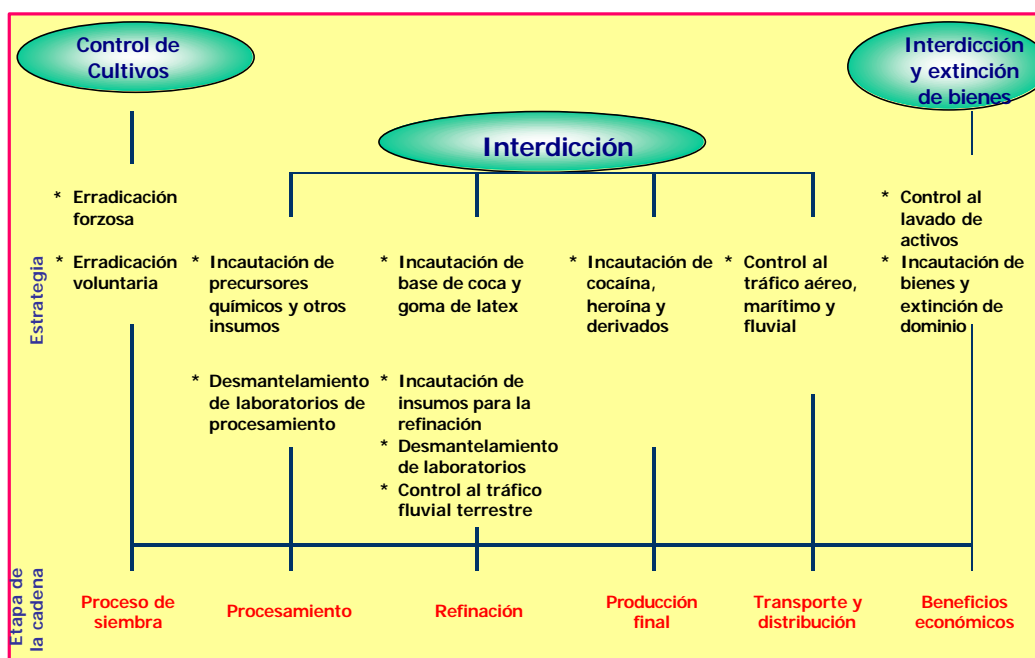 Control de
Cultivos
Interdicción
y extinción
de bienes
Interdicción
Estrategia
* Erradicación
forzosa
* Erradicación
voluntaria
* Incautación de
precursores
químicos y otros
insumos
* Desmantelamiento
de laboratorios de
procesamiento
* Incautación de
base de coca y
goma de latex
* Incautación de
insumos para la
refinación
* Desmantelamiento
de laboratorios
* Control al tráfico
fluvial terrestre
* Incautación de
cocaína,
heroína y
derivados
* Control al
tráfico aéreo,
marítimo y
fluvial
* Control al
lavado de
activos
* Incautación de
bienes y
extinción de
dominio
Etapa de
la cadena
Proceso de
siembra
Procesamiento
Refinación
Producción
final
Transporte y
distribución
Beneficios
económicos